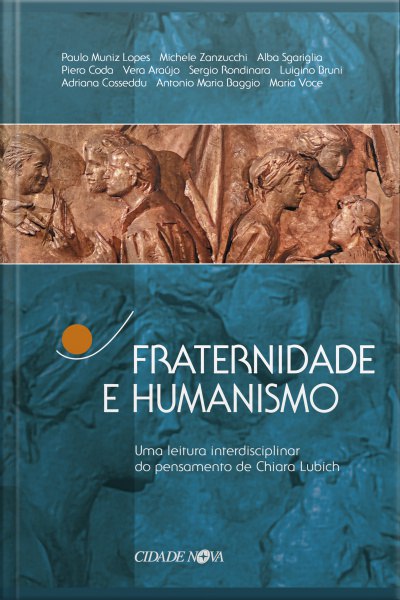 Paulo Muniz Lopes Michele Zanzucchi Alba Sgariglia
Piero Coda Vera Araújo Sergio Rondinara Luigino Bruni
Adriana Cosseddu Antonio Maria Baggio Maria Voce
FRATERNIDADE
E HUMANISMO
Uma leitura interdisciplinar
do pensamento de Chiara Lubich
CIDADE NOVA